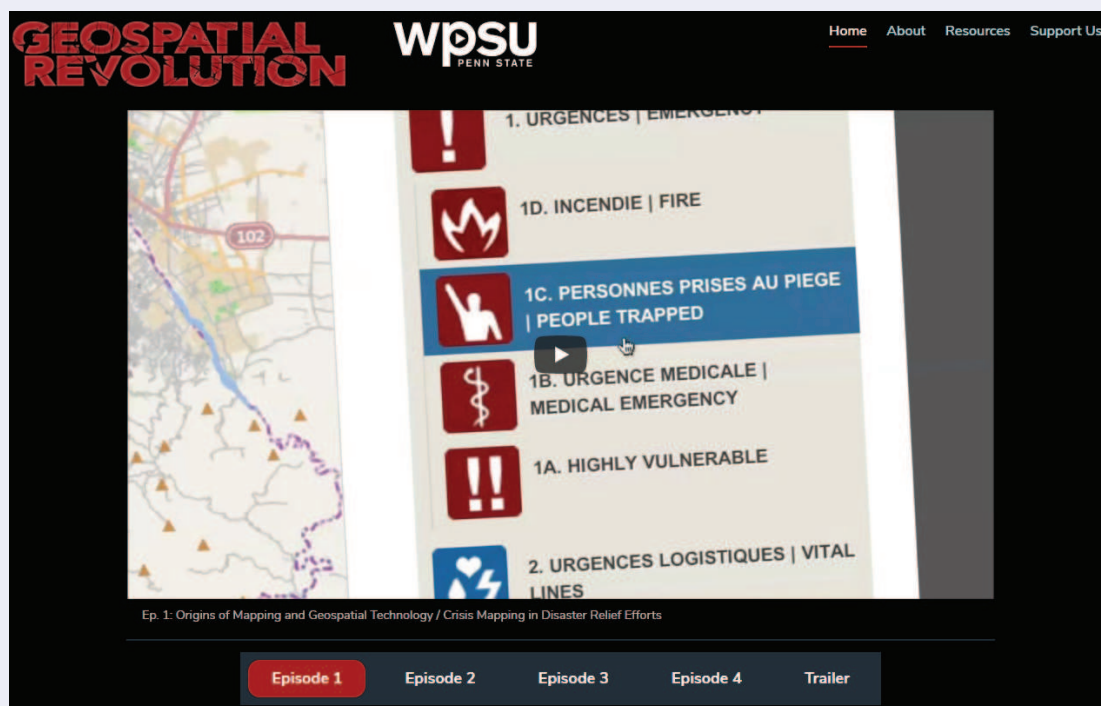 GEOSPATIAL
REVOLUTION
WPSU
PENN STATE
Home About Resources Support Us
1. URGENCES | EMERGENCY
1D. INCENDIE | FIRE
102
1C. PERSONNES PRISES AU PIEGE
| PEOPLE TRAPPED
1B. URGENCE MEDICALE |
MEDICAL EMERGENCY
1A. HIGHLY VULNERABLE
2. URGENCES LOGISTIQUES | VITAL
LINES
Ep. 1: Origins of Mapping and Geospatial Technology / Crisis Mapping in Disaster Relief Efforts
Episode 1 Episode 2 Episode 3 Episode 4 Trailer